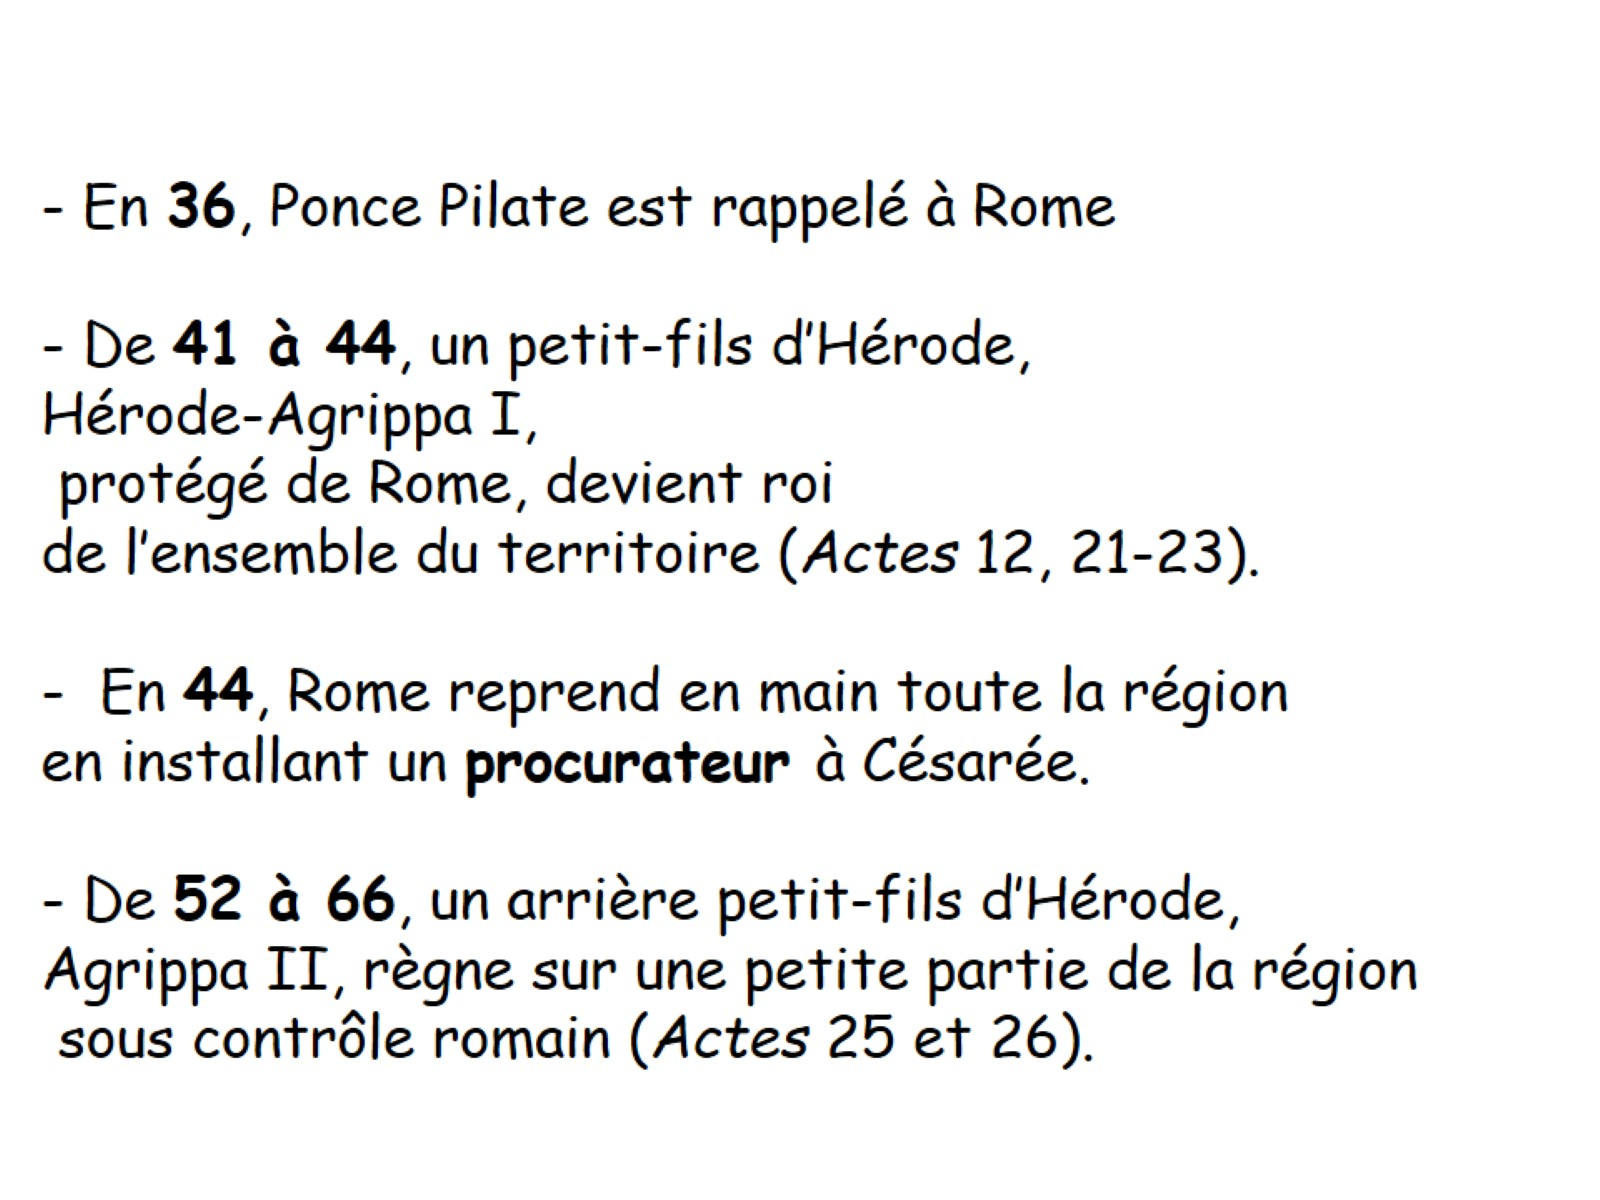 - En 36, Ponce Pilate est rappelé à Rome
- De 41 à 44, un petit-fils d'Hérode,
Hérode-Agrippa I,
protégé de Rome, devient roi
de l'ensemble du territoire (Actes 12, 21-23).
- En 44, Rome reprend en main toute la région
en installant un procurateur à Césarée.
- De 52 à 66, un arrière petit-fils d'Hérode,
Agrippa II, règne sur une petite partie de la région
sous contrôle romain (Actes 25 et 26).